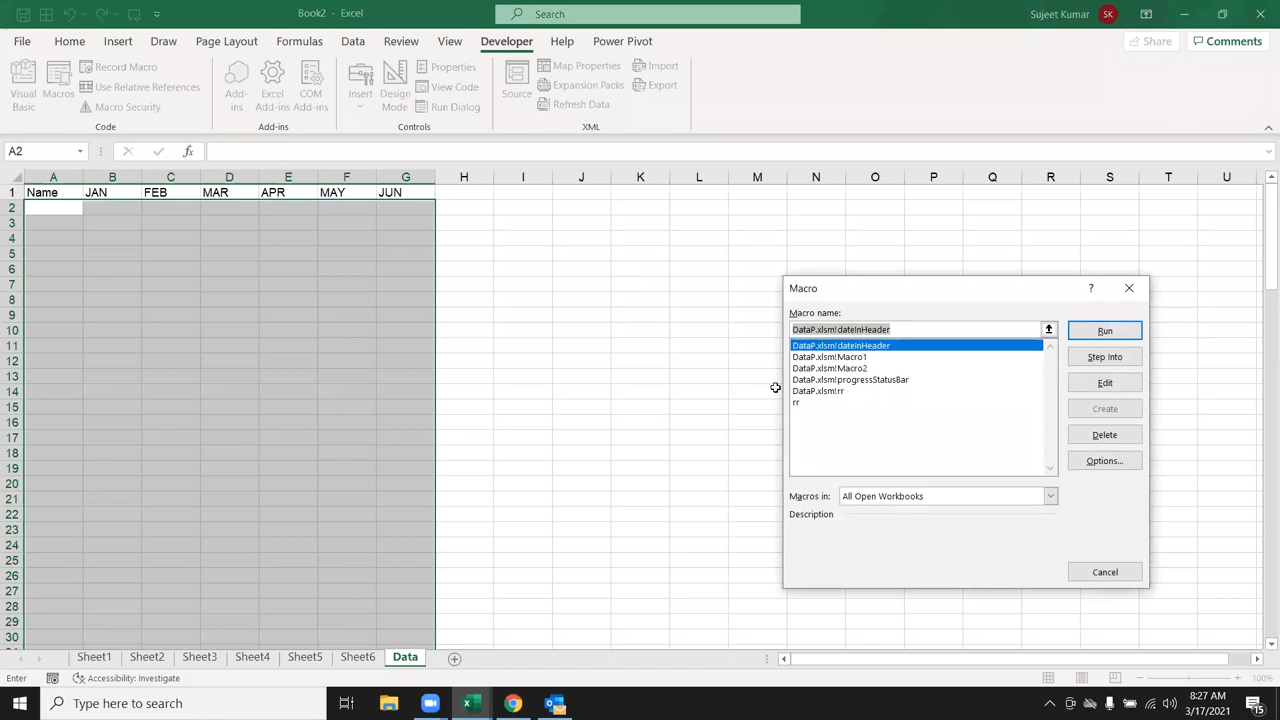 Book2 - Excel
Search
Sujeet Kumar
SK
File Home Insert Draw Page Layout Formulas Data Review View Developer Help Power Pivot
Share
Comments
Visual Basic
Macros
Record Macro
Use Relative References
Macro Security
Code
Add-ins
Excel Add-ins
COM Add-ins
Add-ins
Insert
Design Mode
Properties
View Code
Run Dialog
Controls
Source
Map Properties
Expansion Packs
Refresh Data
Import
Export
XML
A2
fx
A B C D E F G H I J K L M N O P Q R S T U
1 Name JAN FEB MAR APR MAY JUN
2
3
4
5
6
7
8
9
10
11
12
13
14
15
16
17
18
19
20
21
22
23
24
25
26
27
28
29
30
Macro
?
Macro name:
DataP.xlsm!dateInHeader
DataP.xlsm!dateInHeader
DataP.xlsm!Macro1
DataP.xlsm!Macro2
DataP.xlsm!progressStatusBar
DataP.xlsm!rr
rr
Run
Step Into
Edit
Create
Delete
Options...
Macros in: All Open Workbooks
Description
Cancel
Sheet1 Sheet2 Sheet3 Sheet4 Sheet5 Sheet6 Data
Enter
Accessibility: Investigate
100%
Type here to search
8:27 AM
3/17/2021
15